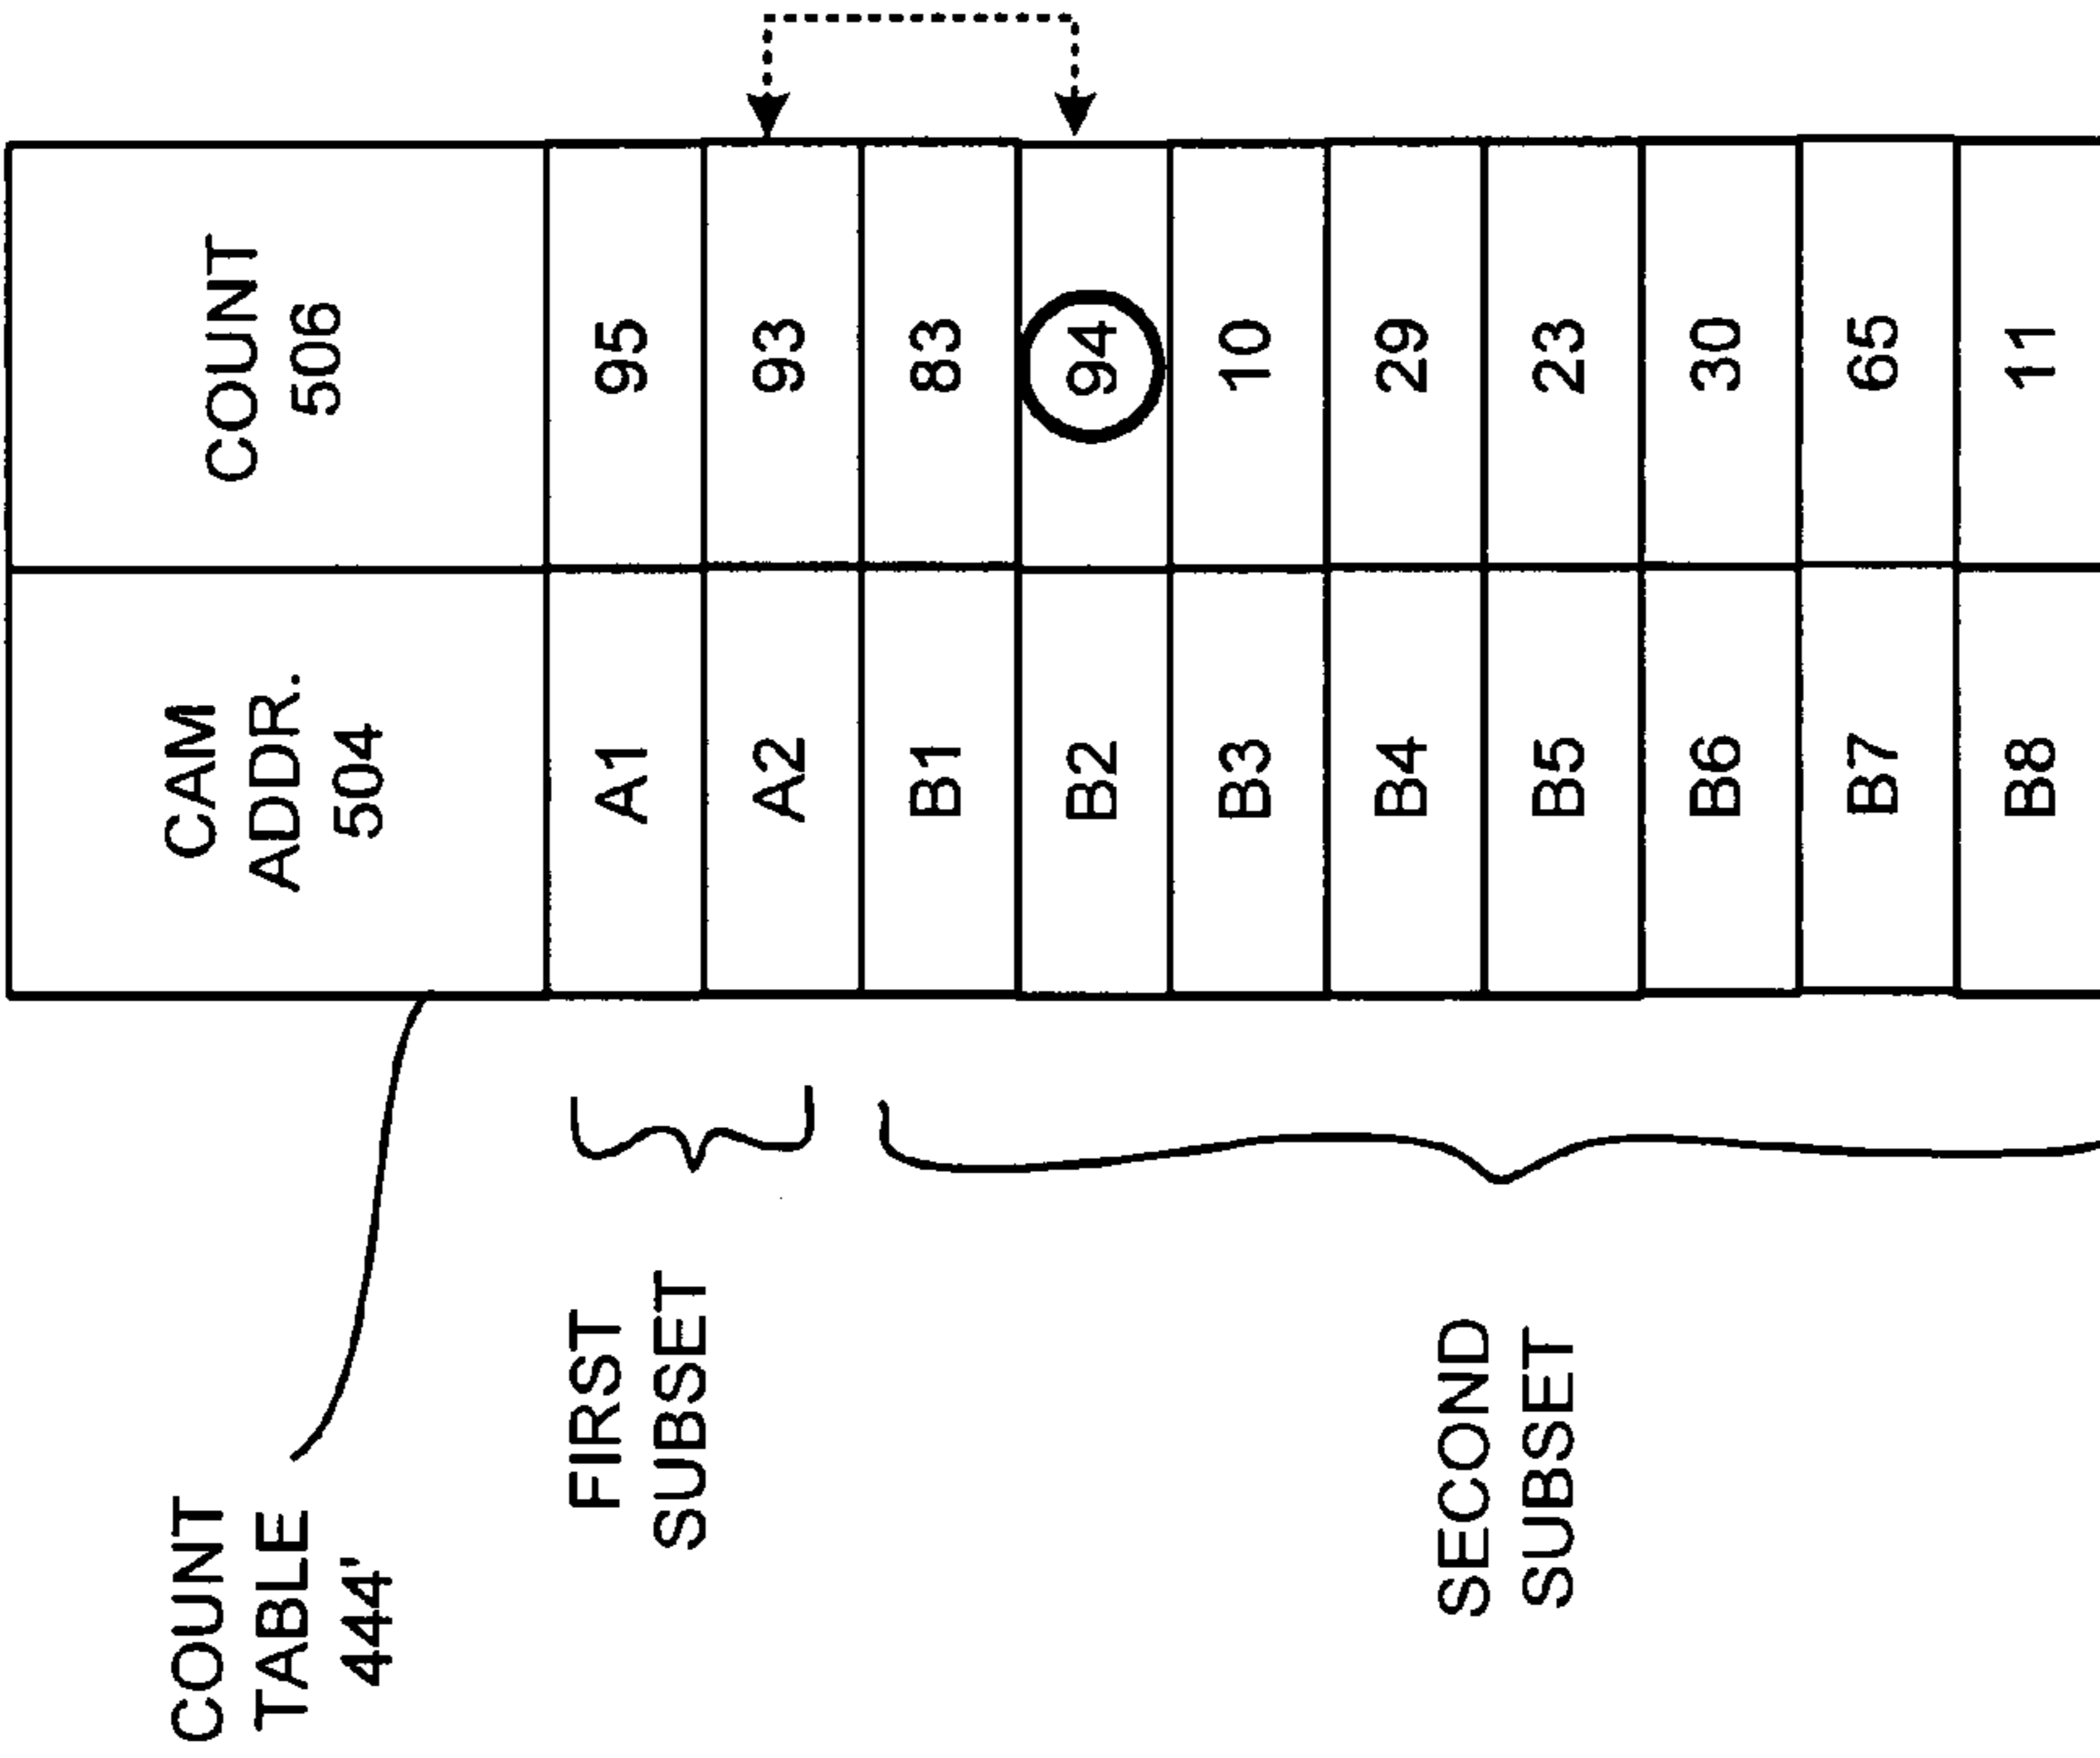 COUNT
TABLE
444'
CAM
ADDR.
504
COUNT
506
FIRST
SUBSET
A1 95
A2 93
SECOND
SUBSET
B1 83
B2 94
B3 10
B4 29
B5 23
B6 30
B7 65
B8 11